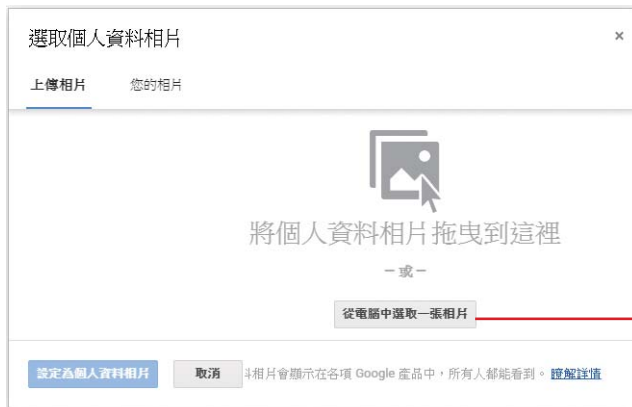 選取個人資料相片
×
上傳相片 您的相片
將個人資料相片拖曳到這裡
－或－
從電腦中選取一張相片
設定為個人資料相片 取消 料相片會顯示在各項 Google 產品中，所有人都能看到。瞭解詳情